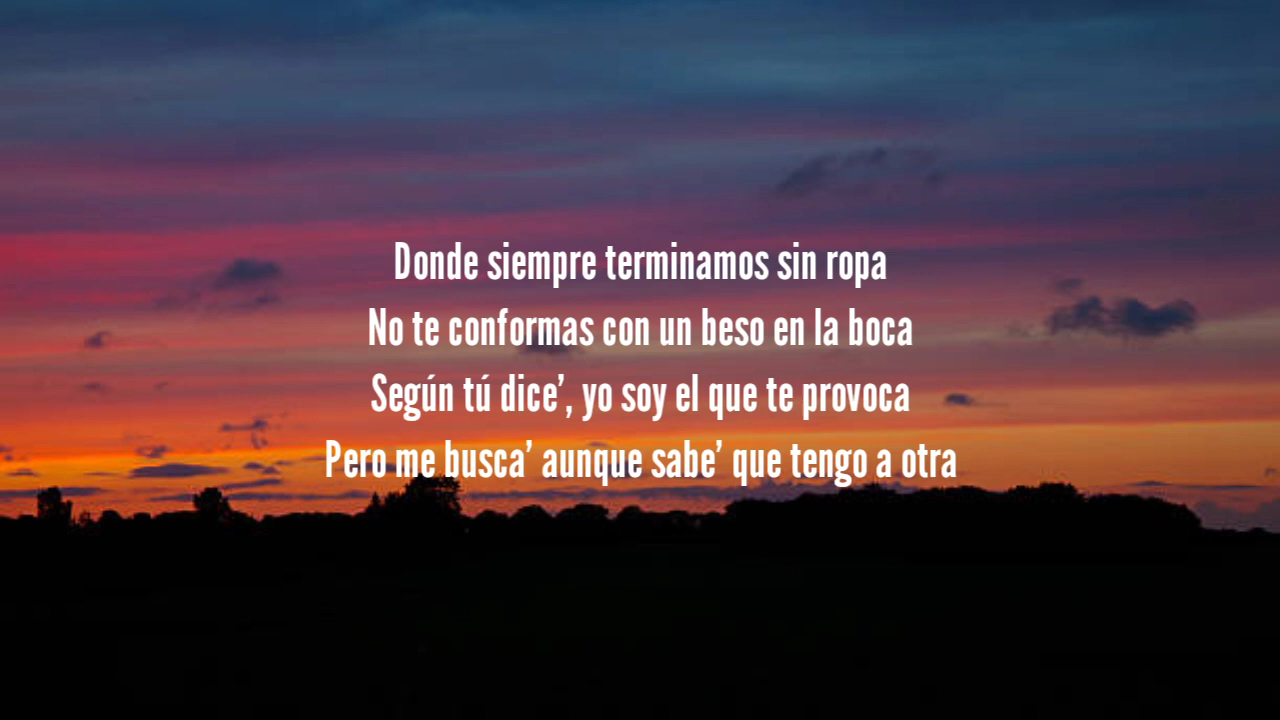 Donde siempre terminamos sin ropa
No te conformas con un beso en la boca
Según tú dice’, yo soy el que te provoca
Pero me busca’ aunque sabe’ que tengo a otra